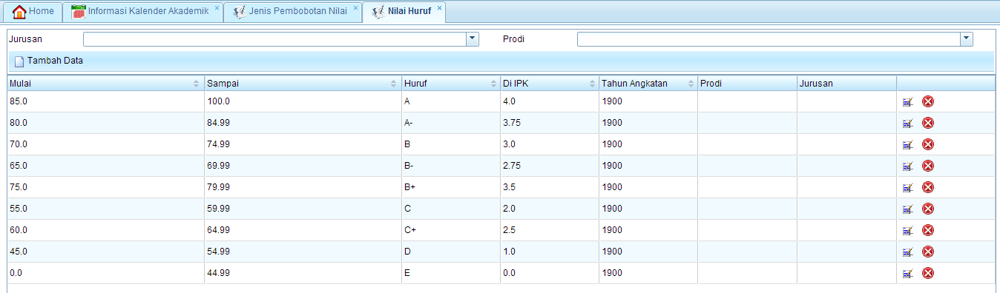 Home Informasi Kalender Akademik Jenis Pembobotan Nilai Nilai Huruf
Jurusan Prodi
Tambah Data
Mulai Sampai Huruf Di IPK Tahun Angkatan Prodi Jurusan
85.0 100.0 A 4.0 1900
80.0 84.99 A- 3.75 1900
70.0 74.99 B 3.0 1900
65.0 69.99 B- 2.75 1900
75.0 79.99 B+ 3.5 1900
55.0 59.99 C 2.0 1900
60.0 64.99 C+ 2.5 1900
45.0 54.99 D 1.0 1900
0.0 44.99 E 0.0 1900